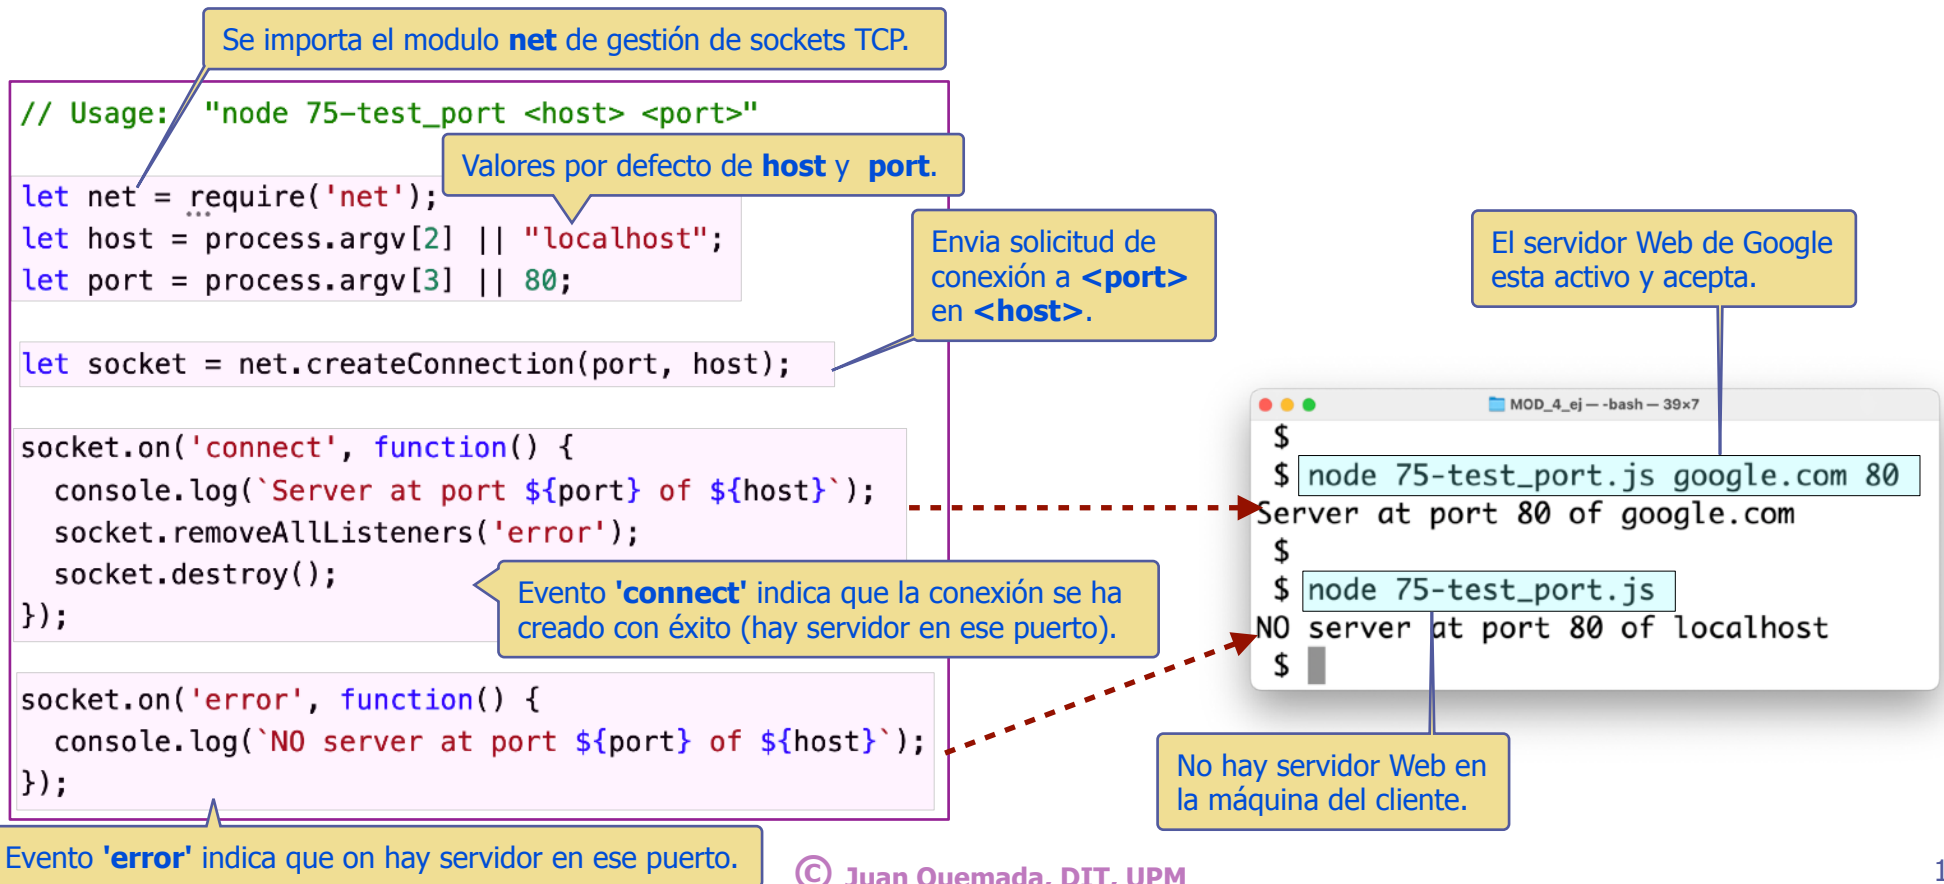 Se importa el modulo net de gestión de sockets TCP.
// Usage:  "node 75-test_port <host> <port>"
Valores por defecto de host y  port.
let net = require('net');
let host = process.argv[2] || "localhost";
let port = process.argv[3] || 80;
Envia solicitud de
conexión a <port>
en <host>.
let socket = net.createConnection(port, host);
socket.on('connect', function() {
  console.log(`Server at port ${port} of ${host}`);
  socket.removeAllListeners('error');
  socket.destroy();
});
Evento 'connect' indica que la conexión se ha
creado con éxito (hay servidor en ese puerto).
socket.on('error', function() {
  console.log(`NO server at port ${port} of ${host}`);
});
Evento 'error' indica que on hay servidor en ese puerto.
El servidor Web de Google
esta activo y acepta.
MOD_4_ej — -bash — 39×7
$
$ node 75-test_port.js google.com 80
Server at port 80 of google.com
$
$ node 75-test_port.js
NO server at port 80 of localhost
$
No hay servidor Web en
la máquina del cliente.
© Juan Quemada, DIT, UPM
1